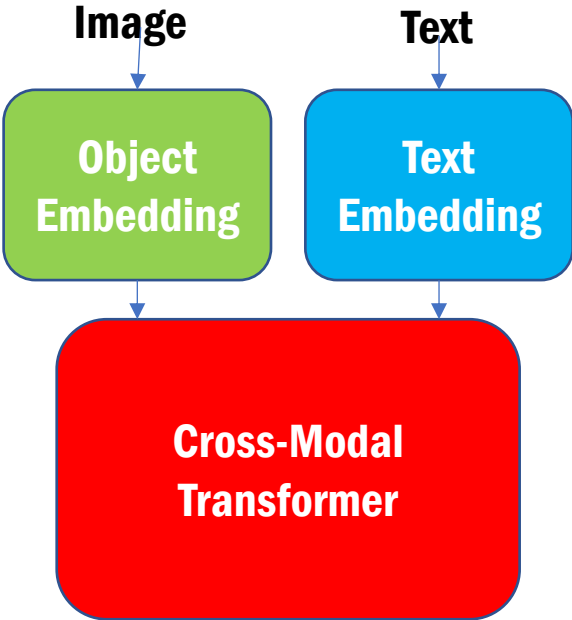 Image
Text
Object
Embedding
Text
Embedding
Cross-Modal
Transformer